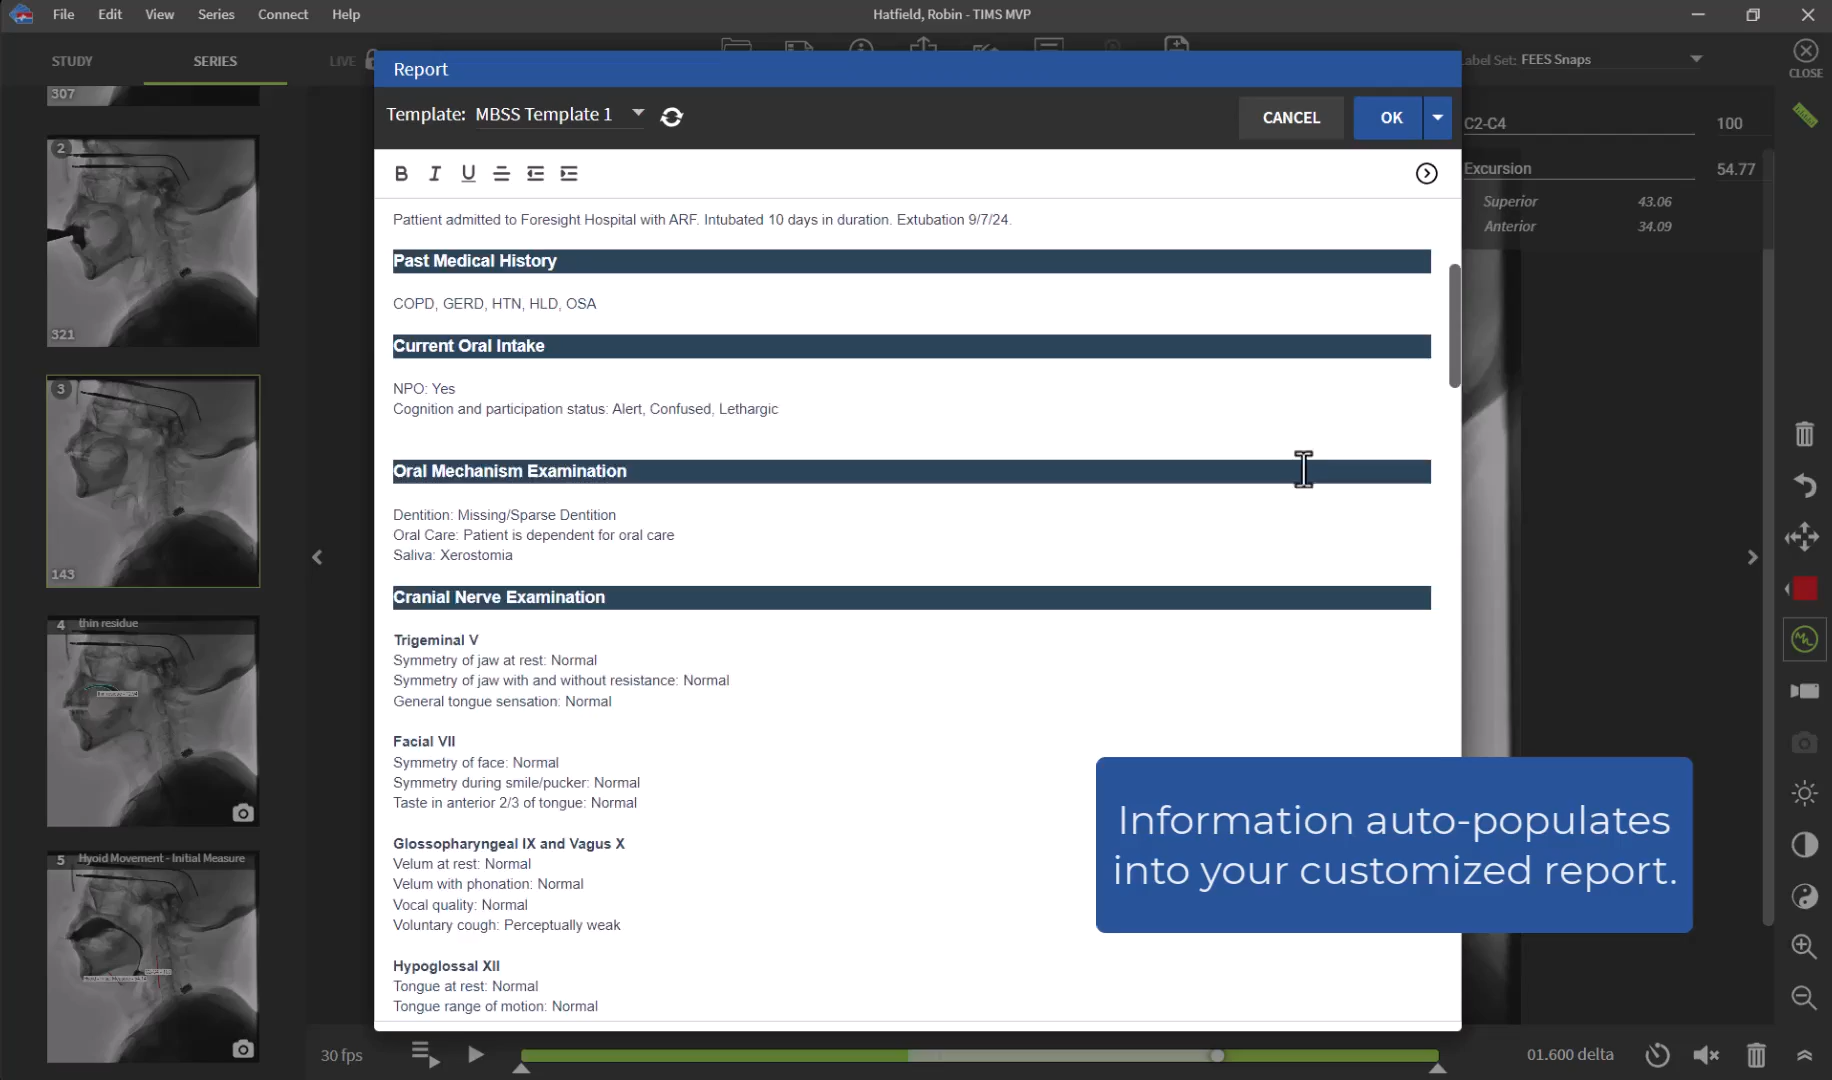 File Edit View Series Connect Help
Hatfield, Robin - TIMS MVP
STUDY SERIES LIVE
Label Set: FEES Snaps
CLOSE
307
2
321
3
143
4 thin residue
5 Hyoid Movement - Initial Measure
Report
Template: MBSS Template 1
CANCEL OK
B I U
Pattient admitted to Foresight Hospital with ARF. Intubated 10 days in duration. Extubation 9/7/24.
Past Medical History
COPD, GERD, HTN, HLD, OSA
Current Oral Intake
NPO: Yes
Cognition and participation status: Alert, Confused, Lethargic
Oral Mechanism Examination
Dentition: Missing/Sparse Dentition
Oral Care: Patient is dependent for oral care
Saliva: Xerostomia
Cranial Nerve Examination
Trigeminal V
Symmetry of jaw at rest: Normal
Symmetry of jaw with and without resistance: Normal
General tongue sensation: Normal
Facial VII
Symmetry of face: Normal
Symmetry during smile/pucker: Normal
Taste in anterior 2/3 of tongue: Normal
Glossopharyngeal IX and Vagus X
Velum at rest: Normal
Velum with phonation: Normal
Vocal quality: Normal
Voluntary cough: Perceptually weak
Hypoglossal XII
Tongue at rest: Normal
Tongue range of motion: Normal
C2-C4 100
Excursion 54.77
Superior 43.06
Anterior 34.09
Information auto-populates
into your customized report.
30 fps
01.600 delta